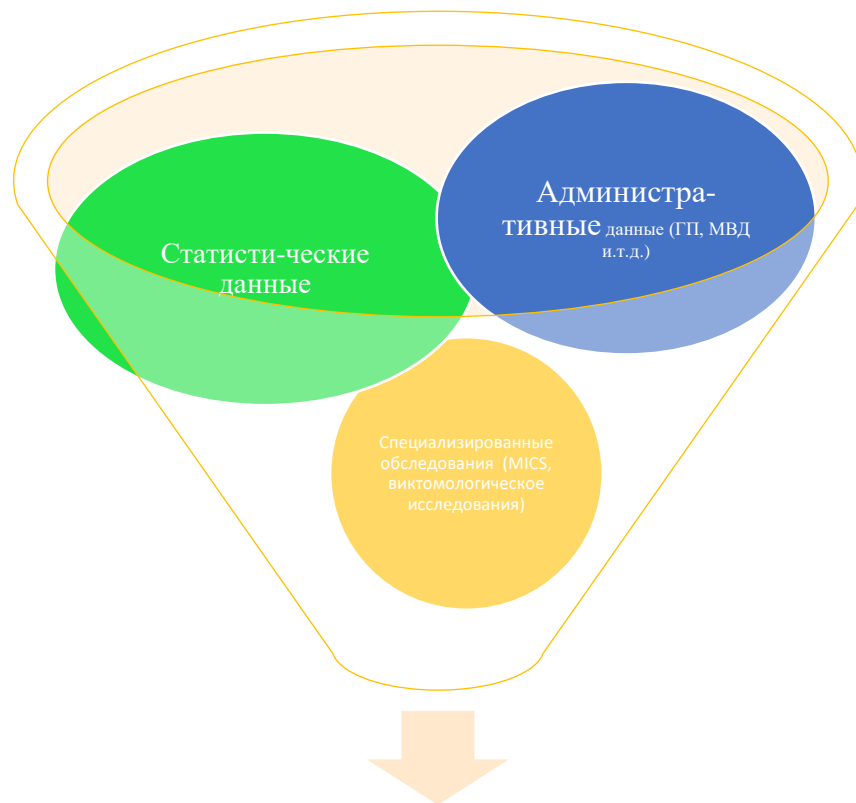 Администра-
тивные данные (ГП, МВД
и.т.д.)
Статисти-ческие
данные
Специализированные
обследования (MICS,
виктомологическое
исследования)